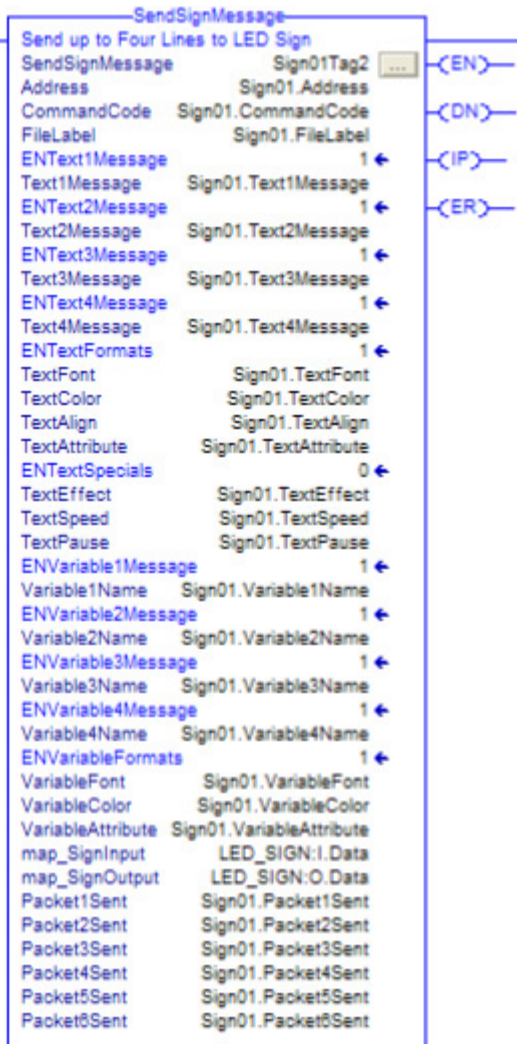 SendSignMessage
Send up to Four Lines to LED Sign
SendSignMessage Sign01Tag2 ... (EN)
Address Sign01.Address
CommandCode Sign01.CommandCode (DN)
FileLabel Sign01.FileLabel
ENText1Message 1 (IP)
Text1Message Sign01.Text1Message
ENText2Message 1 (ER)
Text2Message Sign01.Text2Message
ENText3Message 1
Text3Message Sign01.Text3Message
ENText4Message 1
Text4Message Sign01.Text4Message
ENTextFormats 1
TextFont Sign01.TextFont
TextColor Sign01.TextColor
TextAlign Sign01.TextAlign
TextAttribute Sign01.TextAttribute
ENTextSpecials 0
TextEffect Sign01.TextEffect
TextSpeed Sign01.TextSpeed
TextPause Sign01.TextPause
ENVariable1Message 1
Variable1Name Sign01.Variable1Name
ENVariable2Message 1
Variable2Name Sign01.Variable2Name
ENVariable3Message 1
Variable3Name Sign01.Variable3Name
ENVariable4Message 1
Variable4Name Sign01.Variable4Name
ENVariableFormats 1
VariableFont Sign01.VariableFont
VariableColor Sign01.VariableColor
VariableAttribute Sign01.VariableAttribute
map_SignInput LED_SIGN:I.Data
map_SignOutput LED_SIGN:O.Data
Packet1Sent Sign01.Packet1Sent
Packet2Sent Sign01.Packet2Sent
Packet3Sent Sign01.Packet3Sent
Packet4Sent Sign01.Packet4Sent
Packet5Sent Sign01.Packet5Sent
Packet6Sent Sign01.Packet6Sent